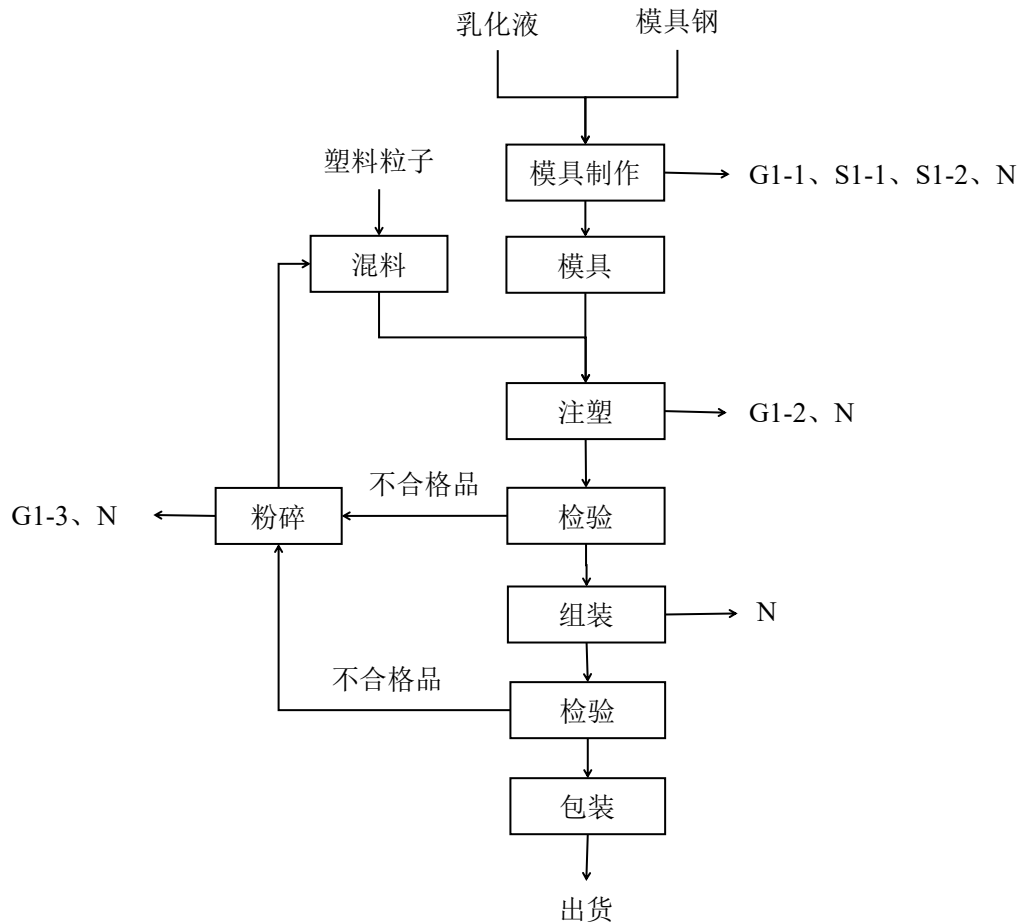 乳化液
模具钢
塑料粒子
模具制作
G1-1、S1-1、S1-2、N
混料
模具
注塑
G1-2、N
不合格品
G1-3、N
粉碎
检验
组装
N
不合格品
检验
包装
出货